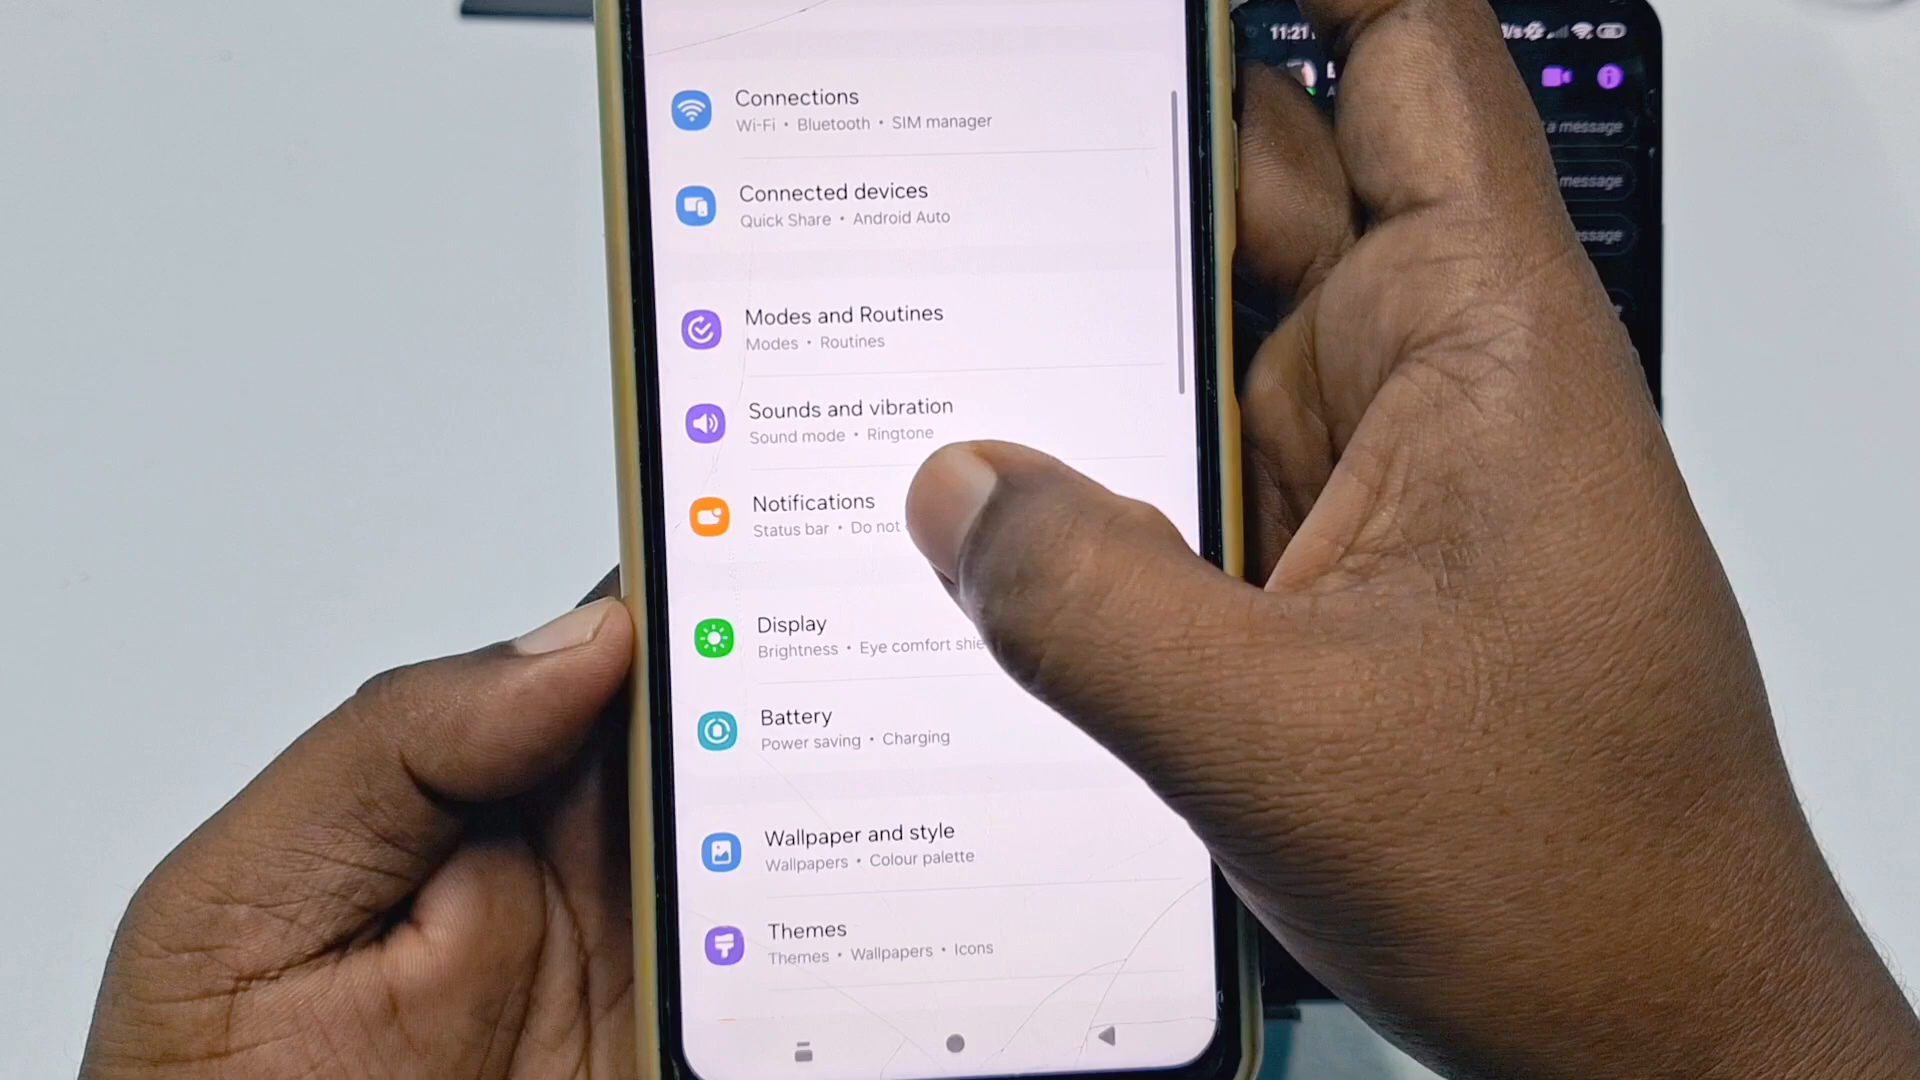 Connections
Wi-Fi • Bluetooth • SIM manager
Connected devices
Quick Share • Android Auto
Modes and Routines
Modes • Routines
Sounds and vibration
Sound mode • Ringtone
Notifications
Status bar • Do not
Display
Brightness • Eye comfort
Battery
Power saving • Charging
Wallpaper and style
Wallpapers • Colour palette
Themes
Themes • Wallpapers • Icons
11:21
a message
message